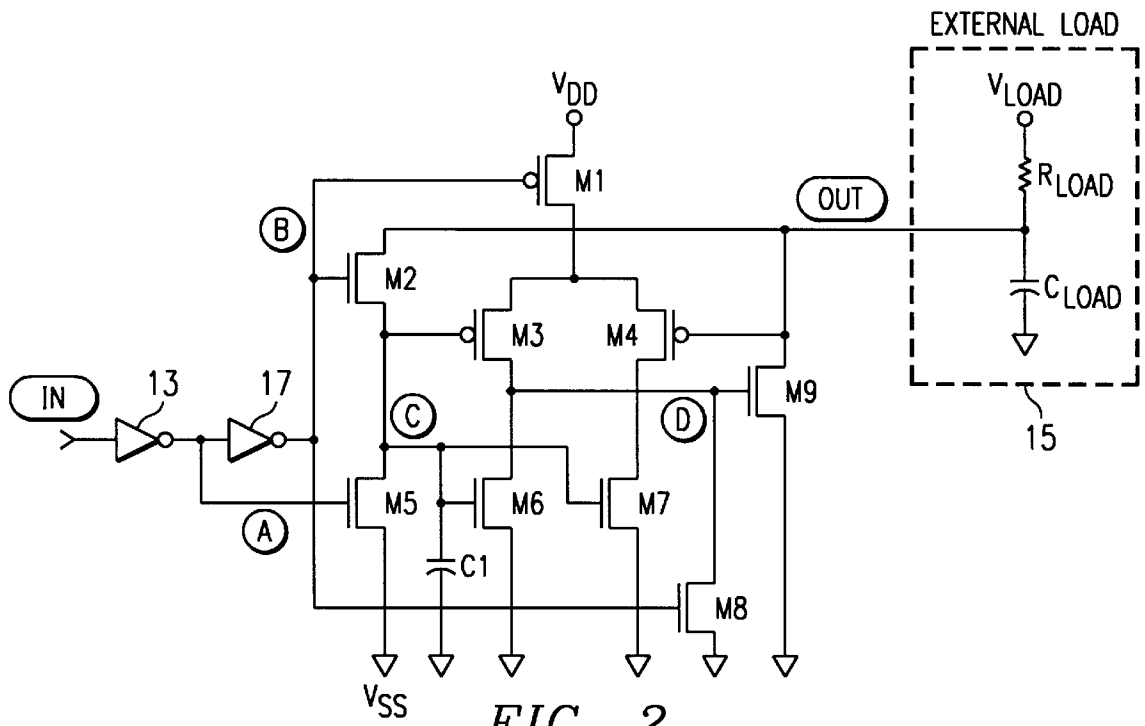 EXTERNAL LOAD
VDD
VLOAD
M1
RLOAD
OUT
B
M2
CLOAD
M3
M4
IN
13
17
M9
C
D
15
M5
M6
M7
A
C1
M8
VSS
FIG. 2